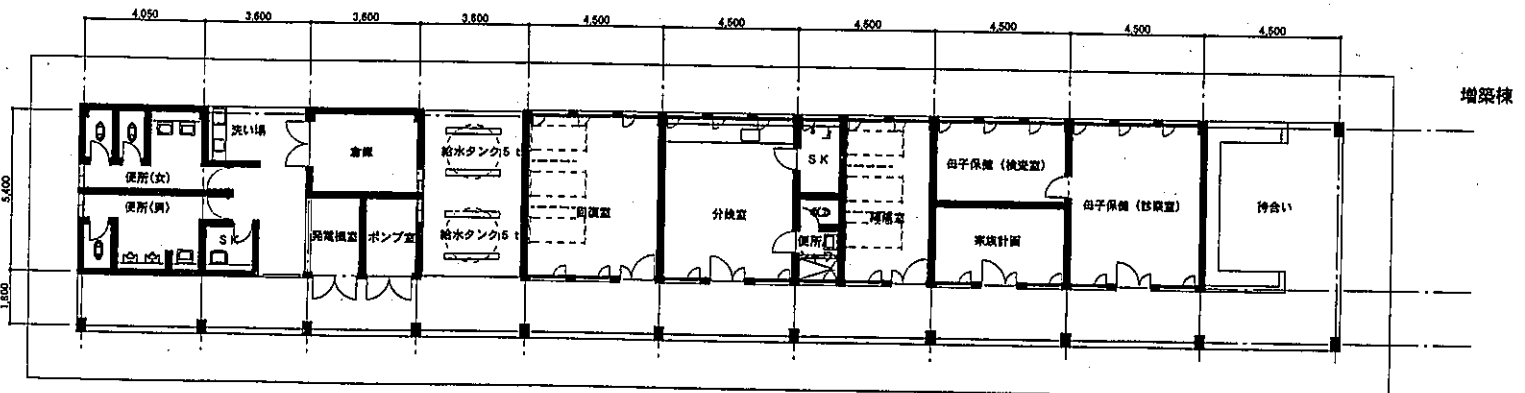 4,050
3,600
3,600
3,600
4,500
4,500
4,500
4,500
4,500
4,500
増築棟
5,400
1,800
洗い場
倉庫
給水タンク5t
SK
母子保健（検査室）
便所(女)
便所(男)
回復室
分娩室
母子保健（診察室）
待合い
SK
発電機室
ポンプ室
給水タンク5t
便所
陣痛室
家族計画